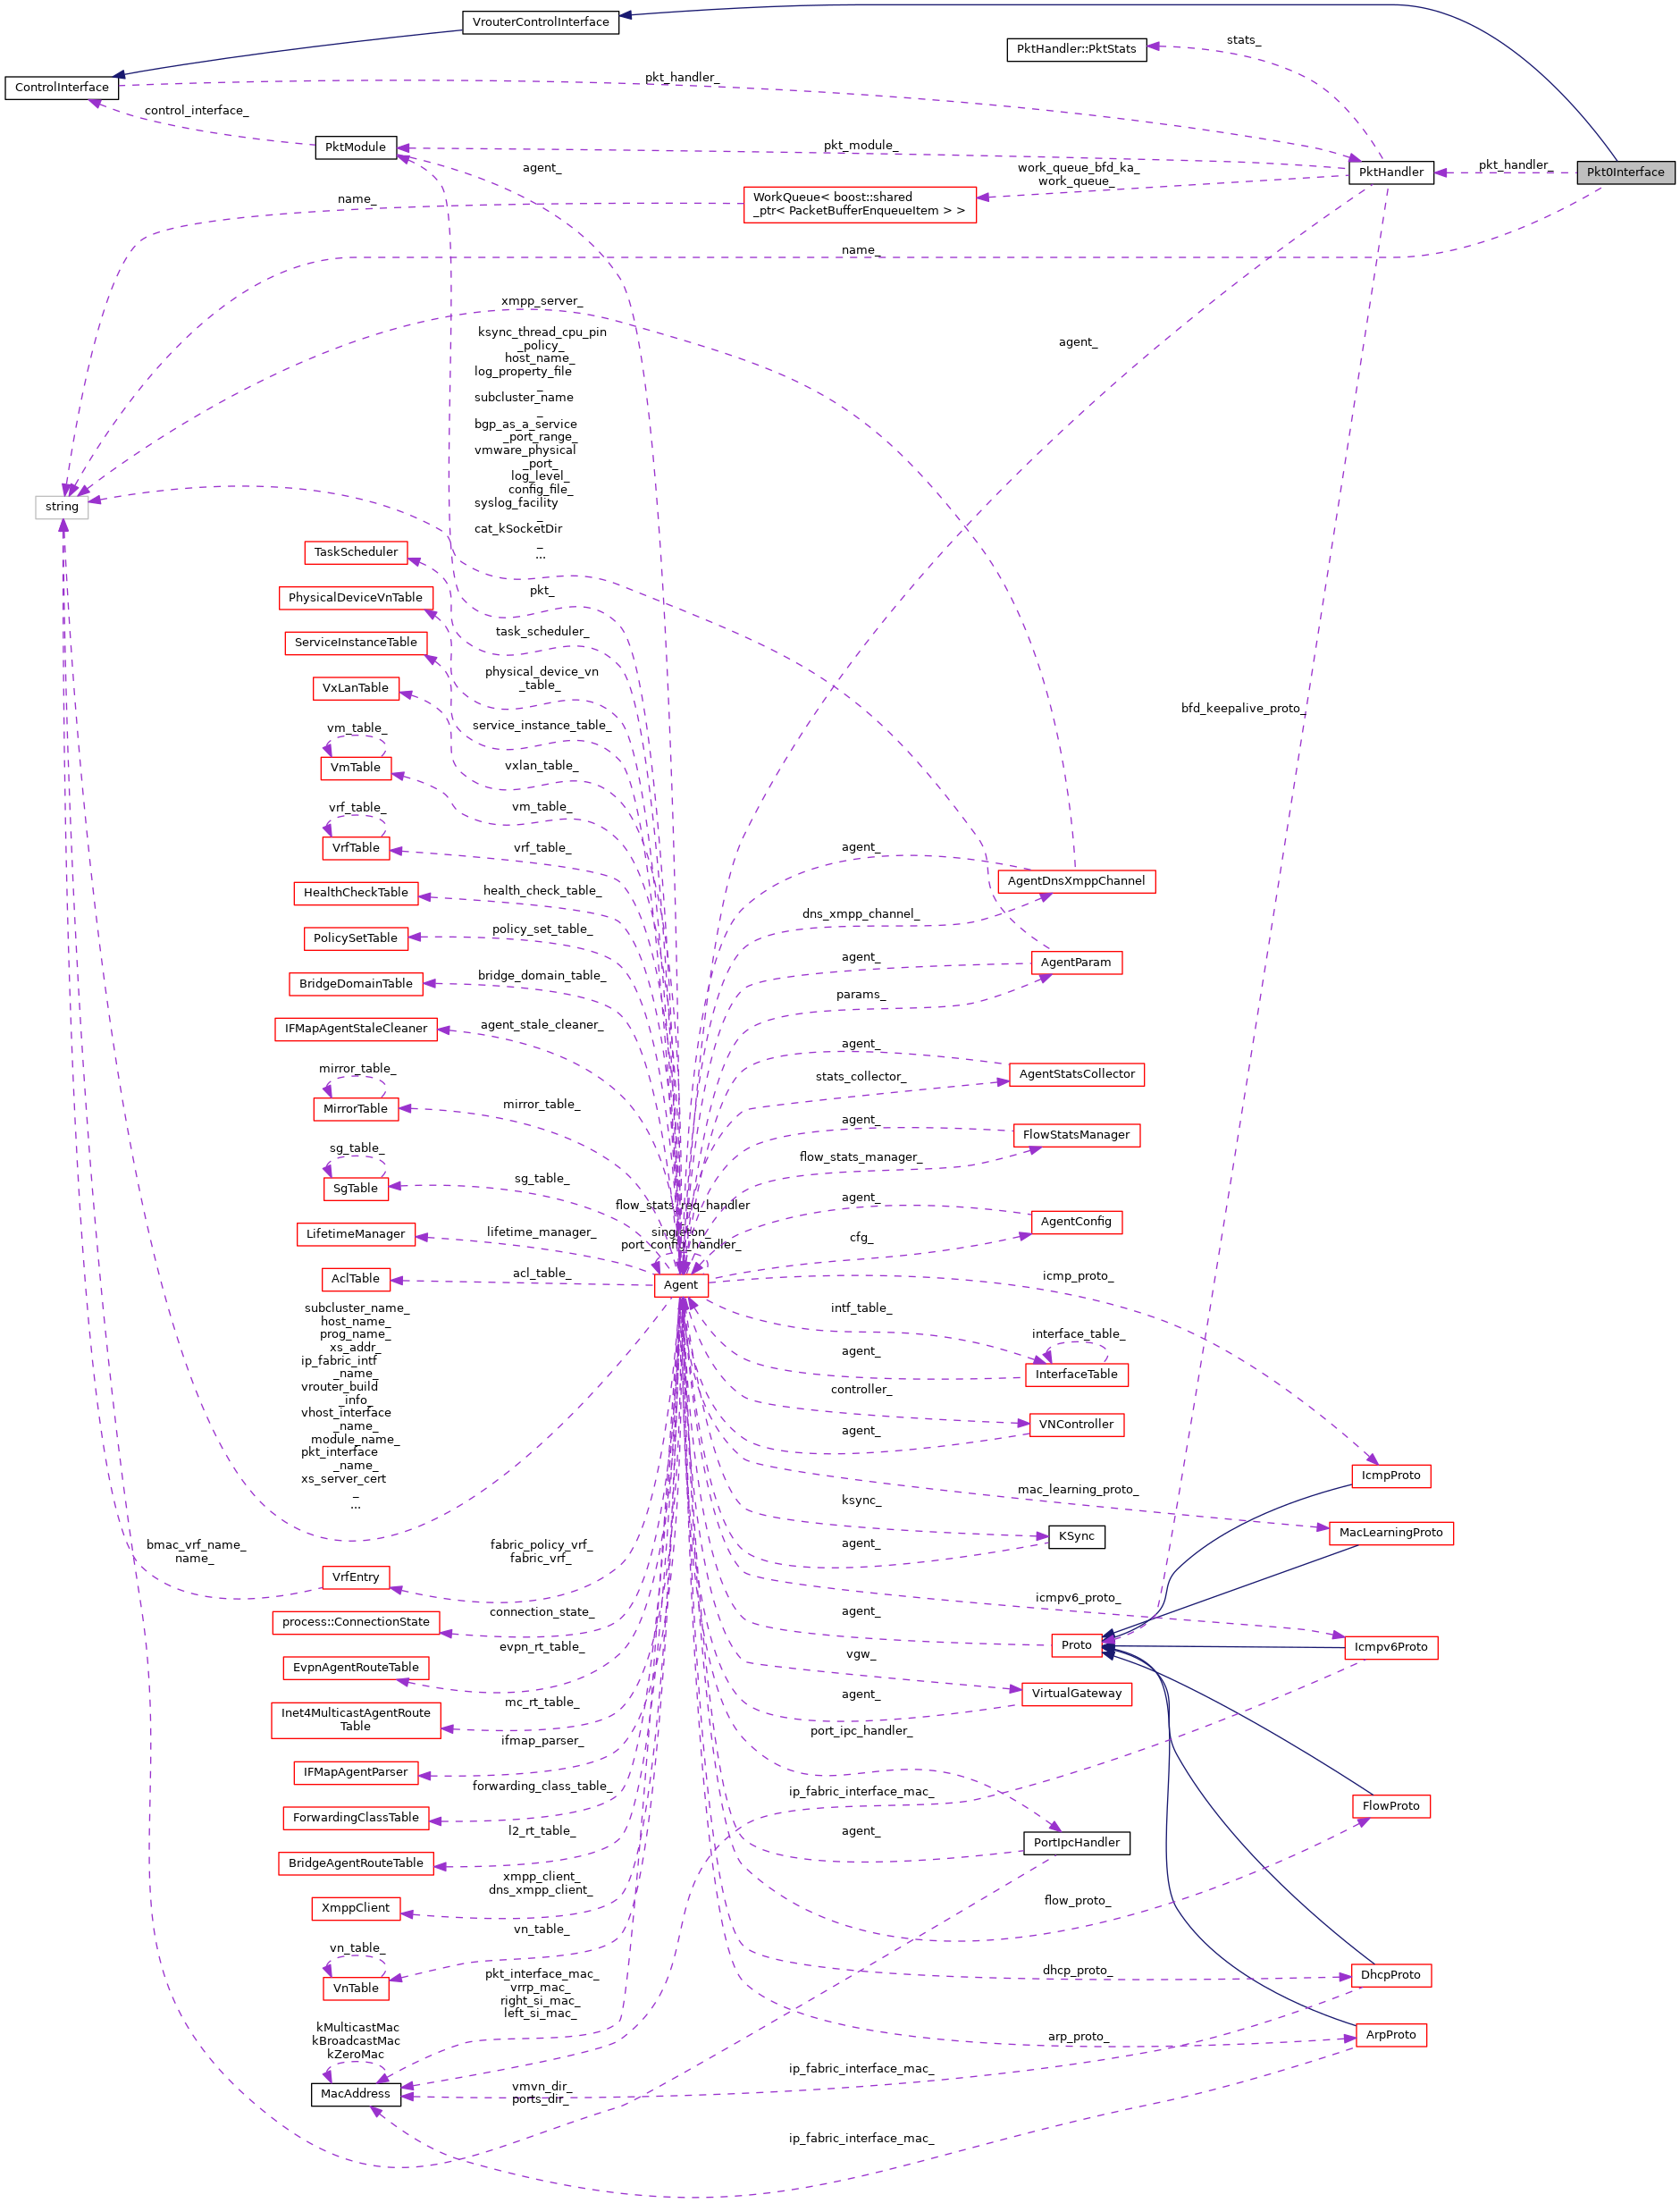 VrouterControlInterface
PktHandler::PktStats
stats_
ControlInterface
pkt_handler_
control_interface_
PktModule
pkt_module_
agent_
work_queue_bfd_ka_
work_queue_
PktHandler
pkt_handler_
Pkt0Interface
WorkQueue< boost::shared
_ptr< PacketBufferEnqueueItem > >
name_
name_
xmpp_server_
ksync_thread_cpu_pin
_policy_
host_name_
log_property_file
_
subcluster_name
_
bgp_as_a_service
_port_range_
vmware_physical
_port_
log_level_
config_file_
syslog_facility
_
cat_kSocketDir
_
...
agent_
string
TaskScheduler
pkt_
PhysicalDeviceVnTable
task_scheduler_
ServiceInstanceTable
physical_device_vn
_table_
VxLanTable
bfd_keepalive_proto_
vm_table_
service_instance_table_
VmTable
vxlan_table_
vrf_table_
vm_table_
VrfTable
vrf_table_
agent_
HealthCheckTable
health_check_table_
AgentDnsXmppChannel
dns_xmpp_channel_
PolicySetTable
policy_set_table_
agent_
AgentParam
BridgeDomainTable
bridge_domain_table_
params_
IFMapAgentStaleCleaner
agent_stale_cleaner_
agent_
mirror_table_
stats_collector_
AgentStatsCollector
MirrorTable
mirror_table_
agent_
FlowStatsManager
sg_table_
flow_stats_manager_
SgTable
sg_table_
agent_
flow_stats_req_handler
_
singleton_
port_config_handler_
AgentConfig
LifetimeManager
lifetime_manager_
cfg_
AclTable
acl_table_
Agent
icmp_proto_
subcluster_name_
host_name_
prog_name_
xs_addr_
ip_fabric_intf
_name_
vrouter_build
_info_
vhost_interface
_name_
module_name_
pkt_interface
_name_
xs_server_cert
_
...
intf_table_
interface_table_
agent_
InterfaceTable
controller_
VNController
agent_
IcmpProto
mac_learning_proto_
ksync_
MacLearningProto
KSync
agent_
bmac_vrf_name_
name_
fabric_policy_vrf_
fabric_vrf_
VrfEntry
icmpv6_proto_
process::ConnectionState
connection_state_
agent_
Proto
Icmpv6Proto
evpn_rt_table_
EvpnAgentRouteTable
vgw_
VirtualGateway
agent_
mc_rt_table_
Inet4MulticastAgentRoute
Table
port_ipc_handler_
ifmap_parser_
IFMapAgentParser
forwarding_class_table_
ip_fabric_interface_mac_
FlowProto
ForwardingClassTable
l2_rt_table_
agent_
PortIpcHandler
BridgeAgentRouteTable
xmpp_client_
dns_xmpp_client_
XmppClient
flow_proto_
vn_table_
vn_table_
VnTable
dhcp_proto_
DhcpProto
pkt_interface_mac_
vrrp_mac_
right_si_mac_
left_si_mac_
kMulticastMac
kBroadcastMac
kZeroMac
arp_proto_
ArpProto
MacAddress
ip_fabric_interface_mac_
vmvn_dir_
ports_dir_
ip_fabric_interface_mac_